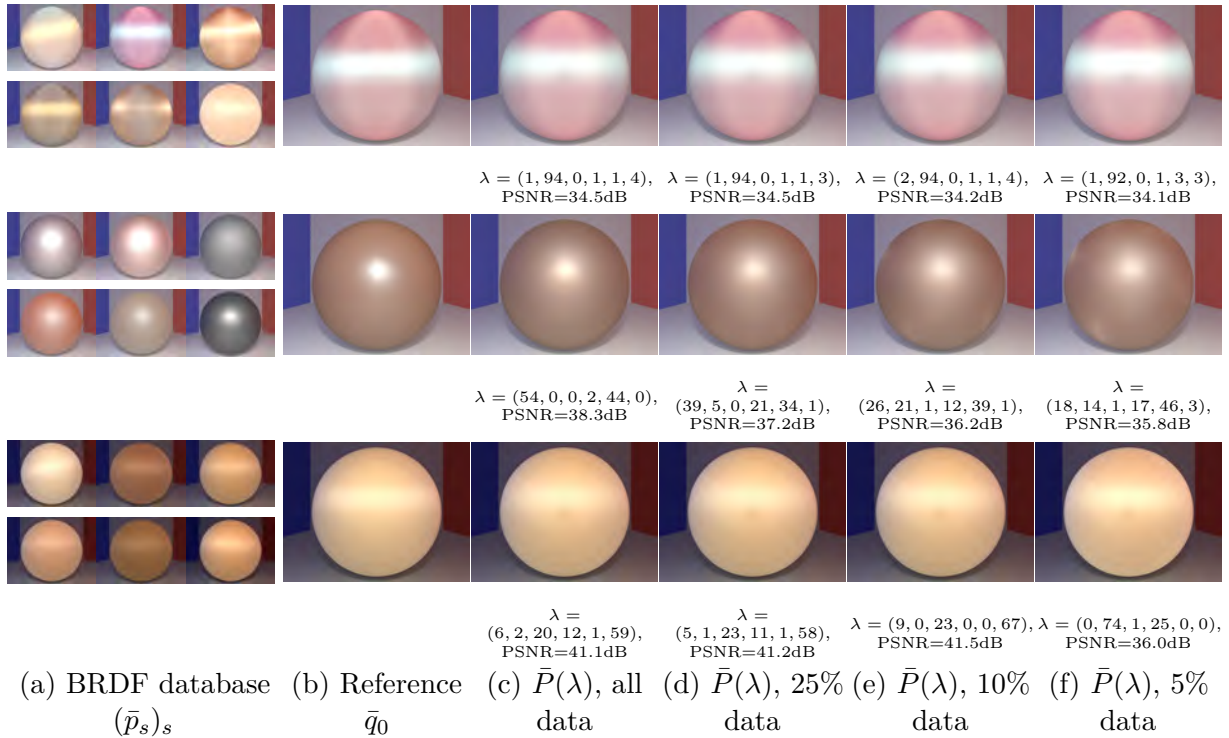 λ = (1, 94, 0, 1, 1, 4),
PSNR=34.5dB
λ = (1, 94, 0, 1, 1, 3),
PSNR=34.5dB
λ = (2, 94, 0, 1, 1, 4),
PSNR=34.2dB
λ = (1, 92, 0, 1, 3, 3),
PSNR=34.1dB
λ = (54, 0, 0, 2, 44, 0),
PSNR=38.3dB
λ =
(39, 5, 0, 21, 34, 1),
PSNR=37.2dB
λ =
(26, 21, 1, 12, 39, 1),
PSNR=36.2dB
λ =
(18, 14, 1, 17, 46, 3),
PSNR=35.8dB
λ =
(6, 2, 20, 12, 1, 59),
PSNR=41.1dB
λ =
(5, 1, 23, 11, 1, 58),
PSNR=41.2dB
λ = (9, 0, 23, 0, 0, 67),
PSNR=41.5dB
λ = (0, 74, 1, 25, 0, 0),
PSNR=36.0dB
(a) BRDF database
(p̄ₛ)ₛ
(b) Reference
q̄₀
(c) P̄(λ), all
data
(d) P̄(λ), 25%
data
(e) P̄(λ), 10%
data
(f) P̄(λ), 5%
data